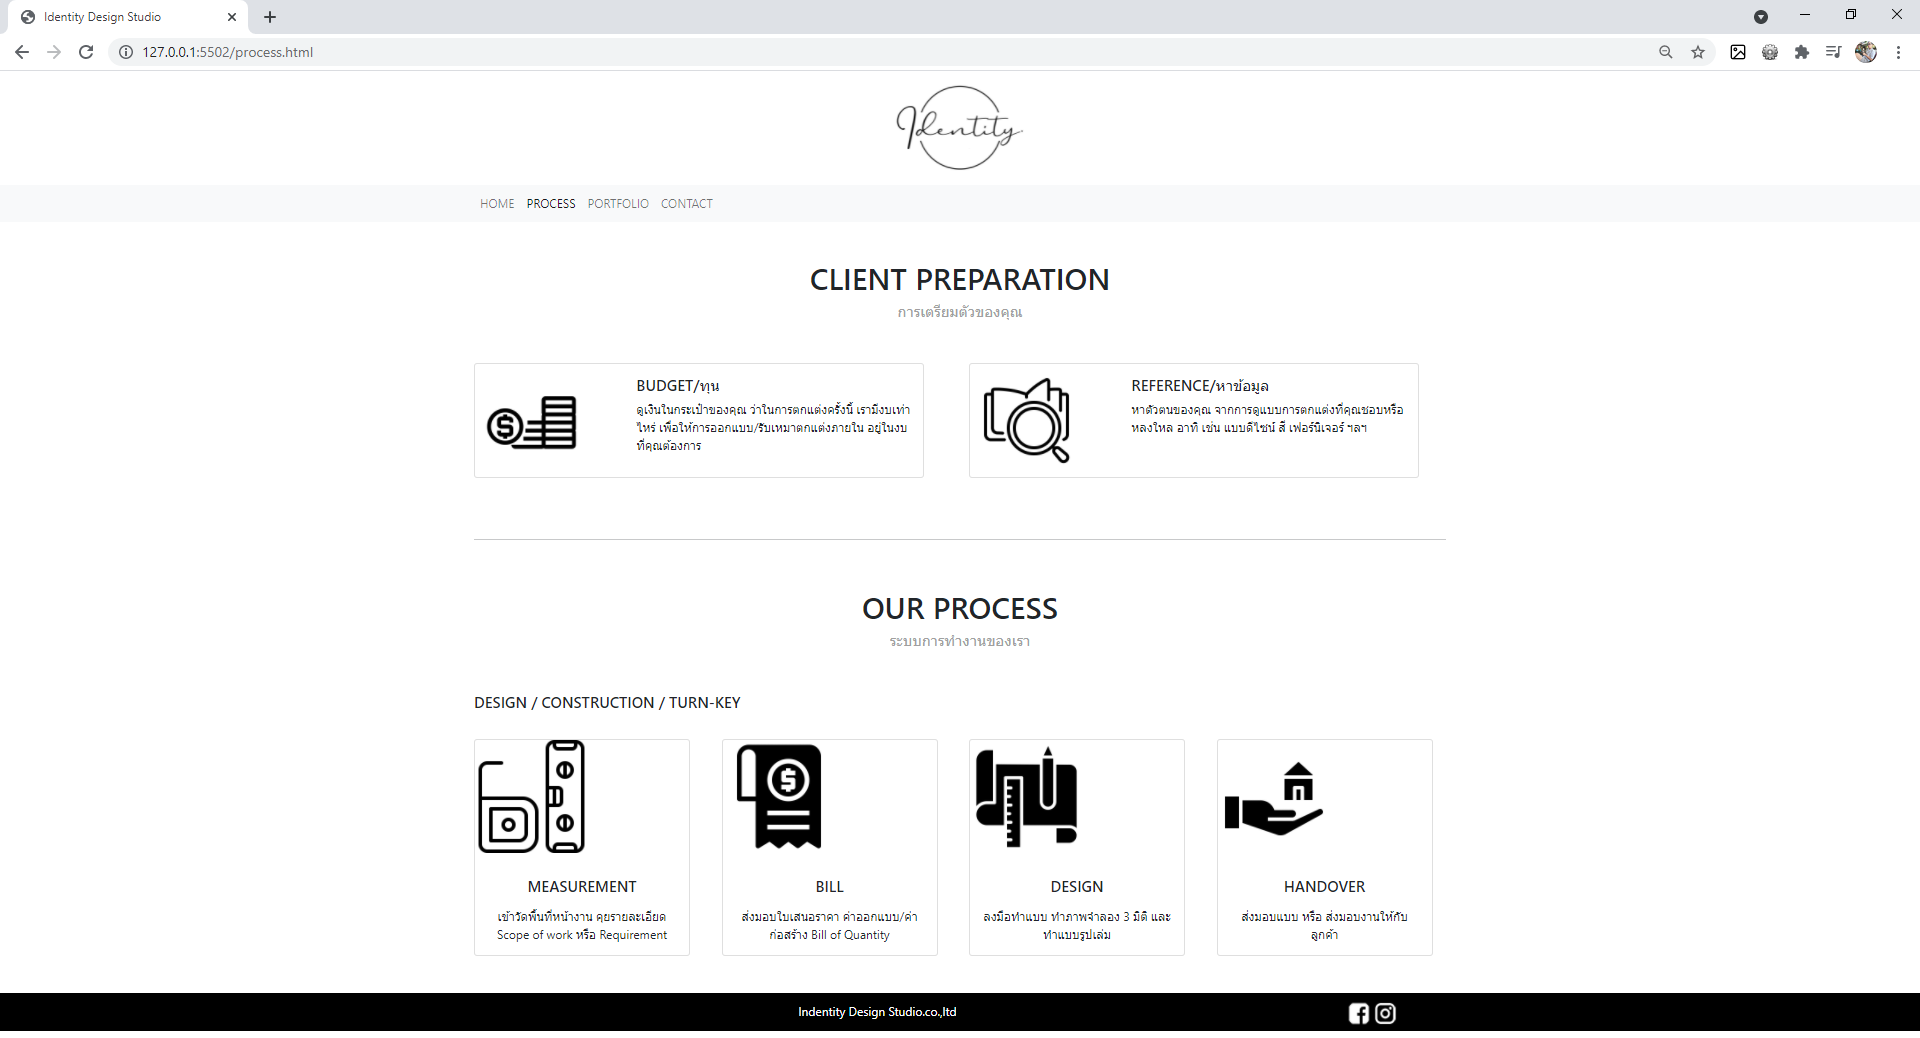 Identity Design Studio
127.0.0.1:5502/process.html
Identity
HOME PROCESS PORTFOLIO CONTACT
CLIENT PREPARATION
การเตรียมตัวของคุณ
BUDGET/ทุน
ดูเงินในกระเป๋าของคุณ ว่าในการตกแต่งครั้งนี้ เรามีงบเท่า
ไหร่ เพื่อให้การออกแบบ/รับเหมาตกแต่งภายใน อยู่ในงบ
ที่คุณต้องการ
REFERENCE/หาข้อมูล
หาตัวตนของคุณ จากการดูแบบการตกแต่งที่คุณชอบหรือ
หลงใหล อาทิ เช่น แบบดีไซน์ สี เฟอร์นิเจอร์ ฯลฯ
OUR PROCESS
ระบบการทำงานของเรา
DESIGN / CONSTRUCTION / TURN-KEY
MEASUREMENT
เข้าวัดพื้นที่หน้างาน คุยรายละเอียด
Scope of work หรือ Requirement
BILL
ส่งมอบใบเสนอราคา ค่าออกแบบ/ค่า
ก่อสร้าง Bill of Quantity
DESIGN
ลงมือทำแบบ ทำภาพจำลอง 3 มิติ และ
ทำแบบรูปเล่ม
HANDOVER
ส่งมอบแบบ หรือ ส่งมอบงานให้กับ
ลูกค้า
Indentity Design Studio.co.,ltd